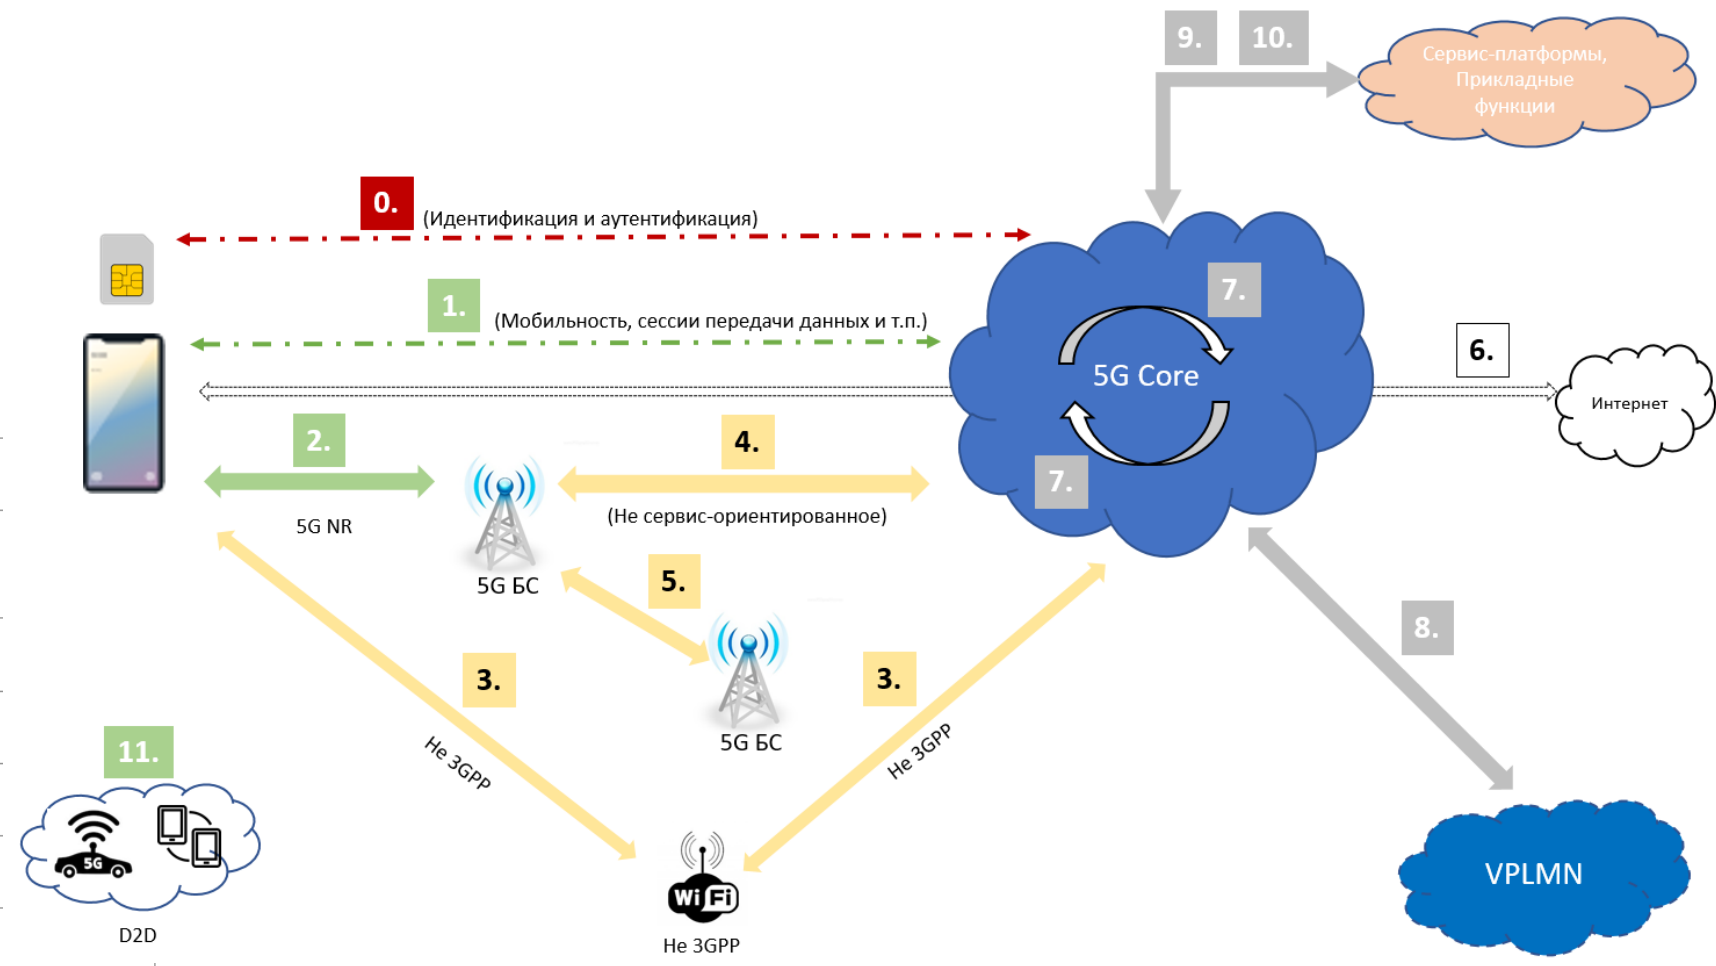 9.
10.
Сервис-платформы,
Прикладные
функции
0.
(Идентификация и аутентификация)
1.
(Мобильность, сессии передачи данных и т.п.)
7.
5G Core
7.
6.
Интернет
2.
5G NR
4.
(Не сервис-ориентированное)
5G БС
5.
5G БС
3.
Не 3GPP
3.
Не 3GPP
8.
11.
5G
D2D
WiFi
Не 3GPP
VPLMN